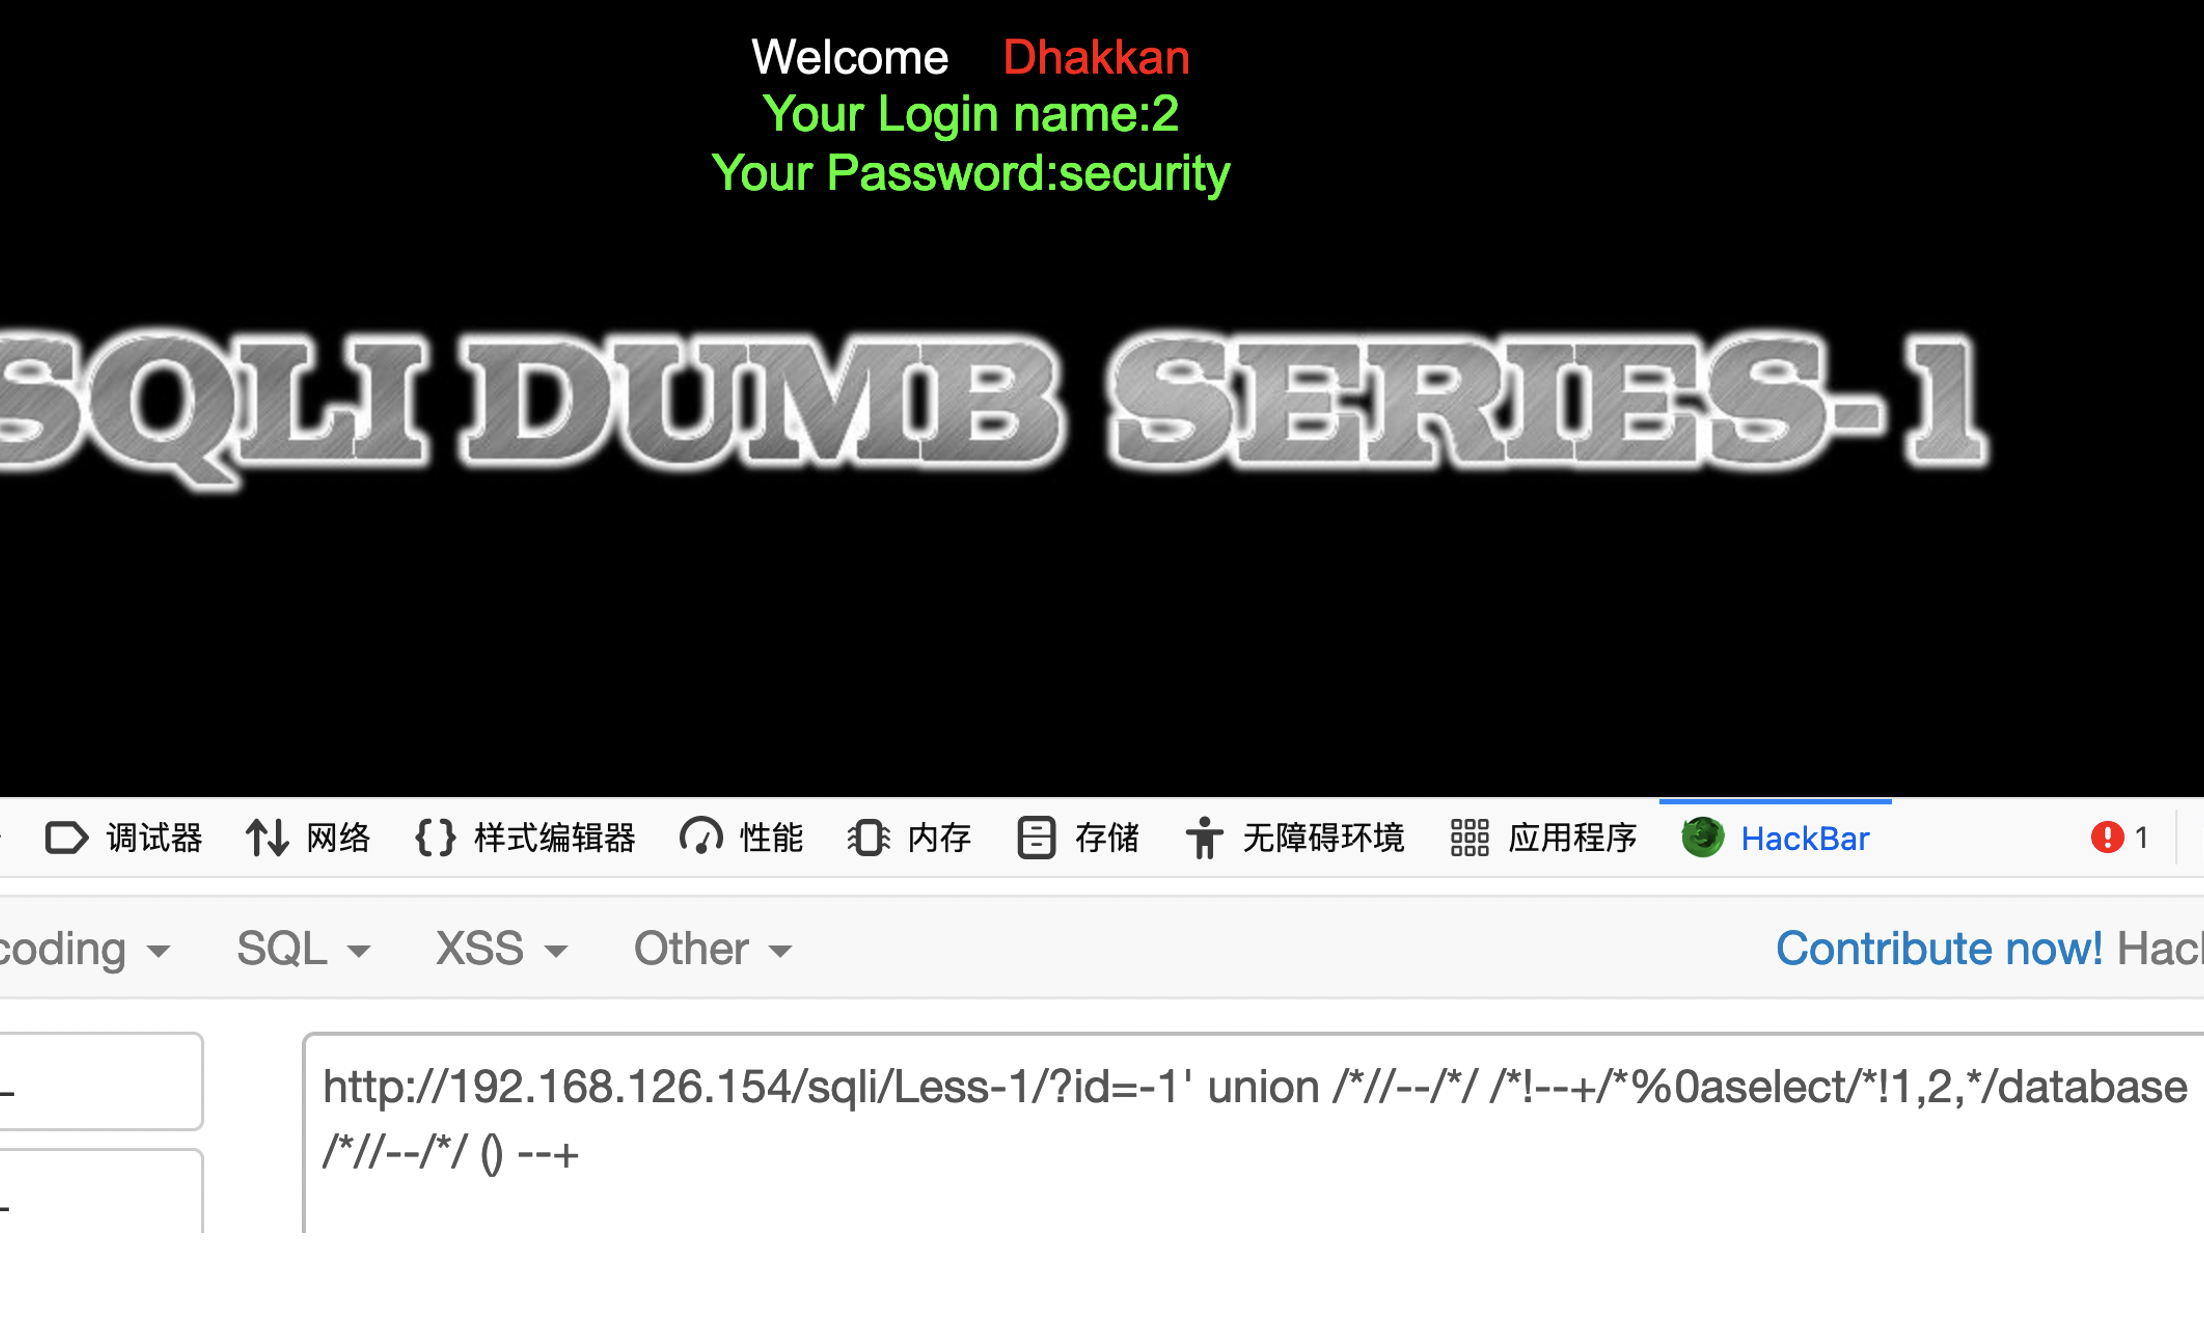 Welcome Dhakkan
Your Login name:2
Your Password:security
SQLI DUMB SERIES-1
调试器 网络 {} 样式编辑器 性能 内存 存储 无障碍环境 应用程序 HackBar 1
coding SQL XSS Other Contribute now! Hack
http://192.168.126.154/sqli/Less-1/?id=-1' union /*//--/*/ /*!--+/*%0aselect/*!1,2,*/database
/*//--/*/ () --+